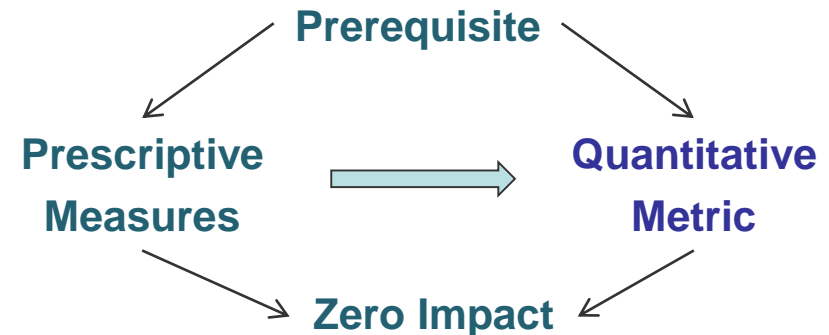 Prerequisite
Prescriptive
Measures
Quantitative
Metric
Zero Impact